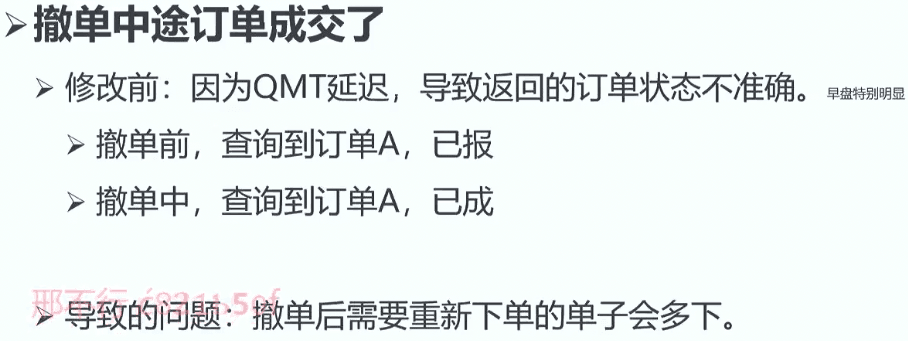 ➢撤单中途订单成交了
➢ 修改前：因为QMT延迟，导致返回的订单状态不准确。 早盘特别明显
➢ 撤单前，查询到订单A，已报
➢ 撤单中，查询到订单A，已成
邢不行
➢ 导致的问题：撤单后需要重新下单的单子会多下。